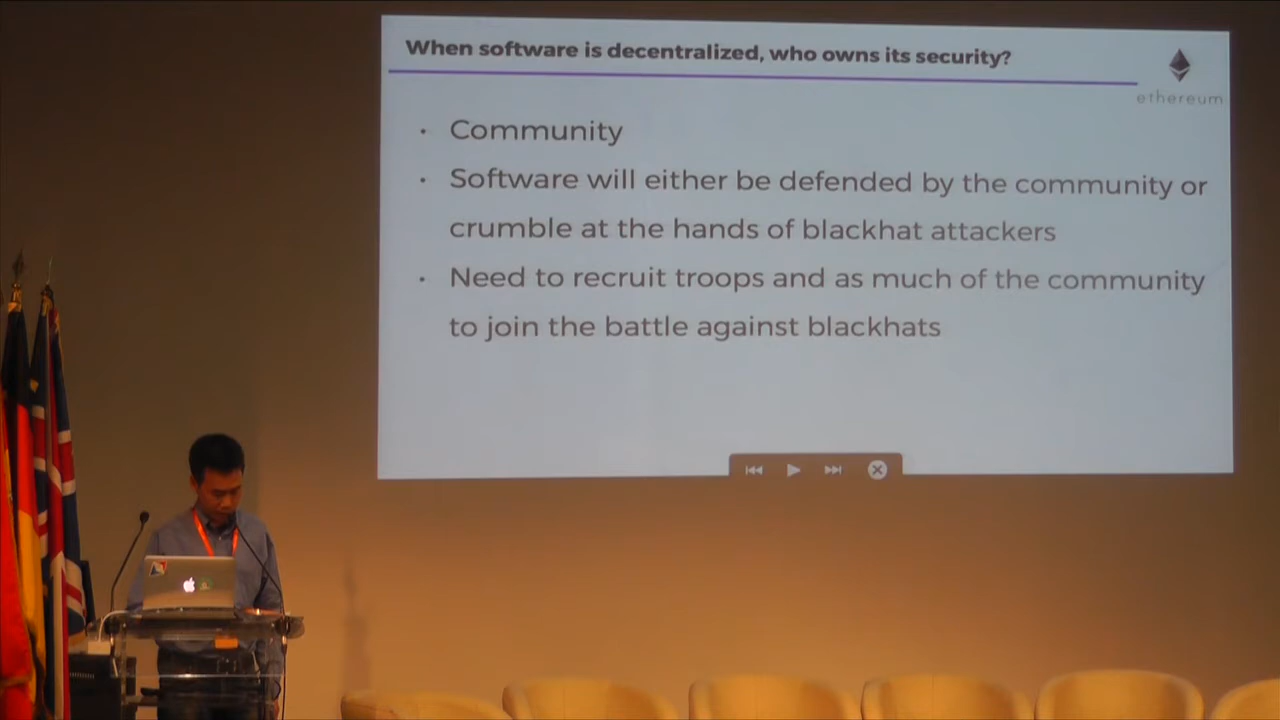 When software is decentralized, who owns its security?
ethereum
• Community
• Software will either be defended by the community or
crumble at the hands of blackhat attackers
• Need to recruit troops and as much of the community
to join the battle against blackhats